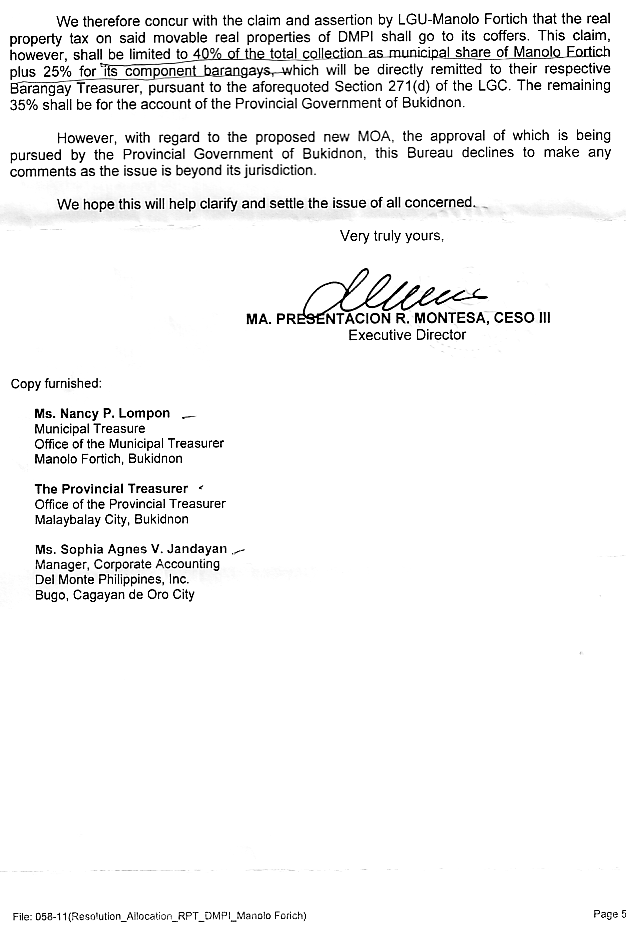 We therefore concur with the claim and assertion by LGU-Manolo Fortich that the real
property tax on said movable real properties of DMPI shall go to its coffers. This claim,
however, shall be limited to 40% of the total collection as municipal share of Manolo Fortich
plus 25% for its component barangays, which will be directly remitted to their respective
Barangay Treasurer, pursuant to the aforequoted Section 271(d) of the LGC. The remaining
35% shall be for the account of the Provincial Government of Bukidnon.
However, with regard to the proposed new MOA, the approval of which is being
pursued by the Provincial Government of Bukidnon, this Bureau declines to make any
comments as the issue is beyond its jurisdiction.
We hope this will help clarify and settle the issue of all concerned.
Very truly yours,
MA. PRESENTACION R. MONTESA, CESO III
Executive Director
Copy furnished:
Ms. Nancy P. Lompon
Municipal Treasure
Office of the Municipal Treasurer
Manolo Fortich, Bukidnon
The Provincial Treasurer
Office of the Provincial Treasurer
Malaybalay City, Bukidnon
Ms. Sophia Agnes V. Jandayan
Manager, Corporate Accounting
Del Monte Philippines, Inc.
Bugo, Cagayan de Oro City
File: 058-11(Resolution_Allocation_RPT_DMPI_Manolo Forich)
Page 5